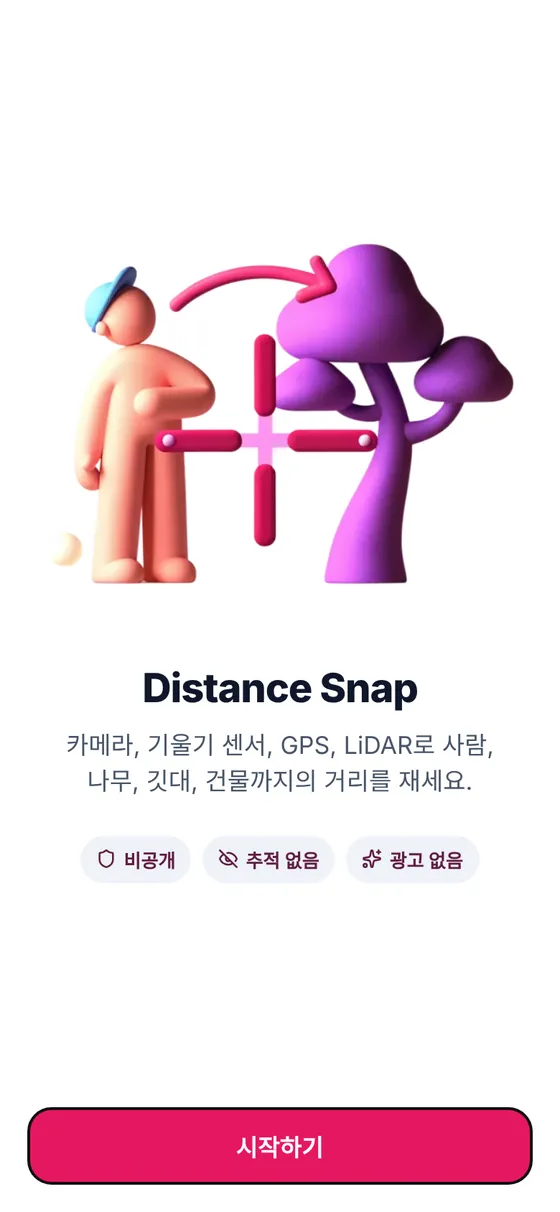 Distance Snap
카메라, 기울기 센서, GPS, LiDAR로 사람,
나무, 깃대, 건물까지의 거리를 재세요.
비공개
추적 없음
광고 없음
시작하기